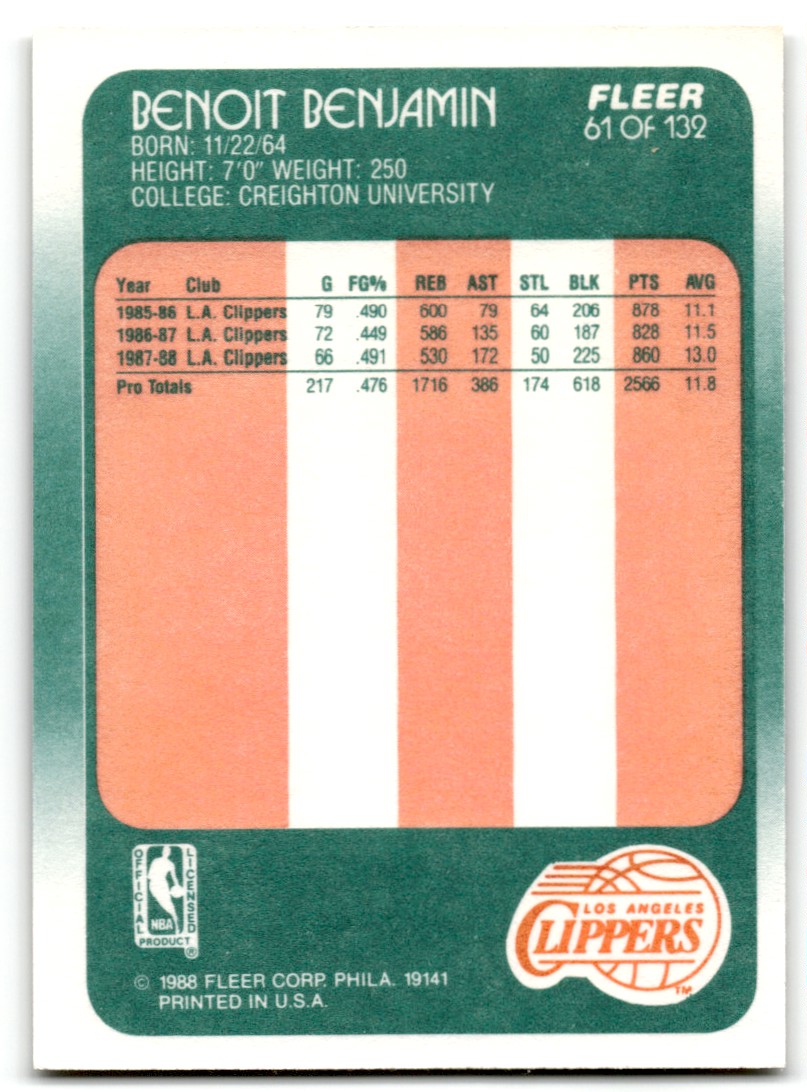 BENOIT BENJAMIN
FLEER
61 OF 132
BORN: 11/22/64
HEIGHT: 7'0" WEIGHT: 250
COLLEGE: CREIGHTON UNIVERSITY
Year Club G FG% REB AST STL BLK PTS AVG
1985-86 L.A. Clippers 79 .490 600 79 64 206 878 11.1
1986-87 L.A. Clippers 72 .449 586 135 60 187 828 11.5
1987-88 L.A. Clippers 66 .491 530 172 50 225 860 13.0
Pro Totals 217 .476 1716 386 174 618 2566 11.8
OFFICIAL LICENSED
NBA
PRODUCT ®
LOS ANGELES
CLIPPERS
TM
© 1988 FLEER CORP. PHILA. 19141
PRINTED IN U.S.A.